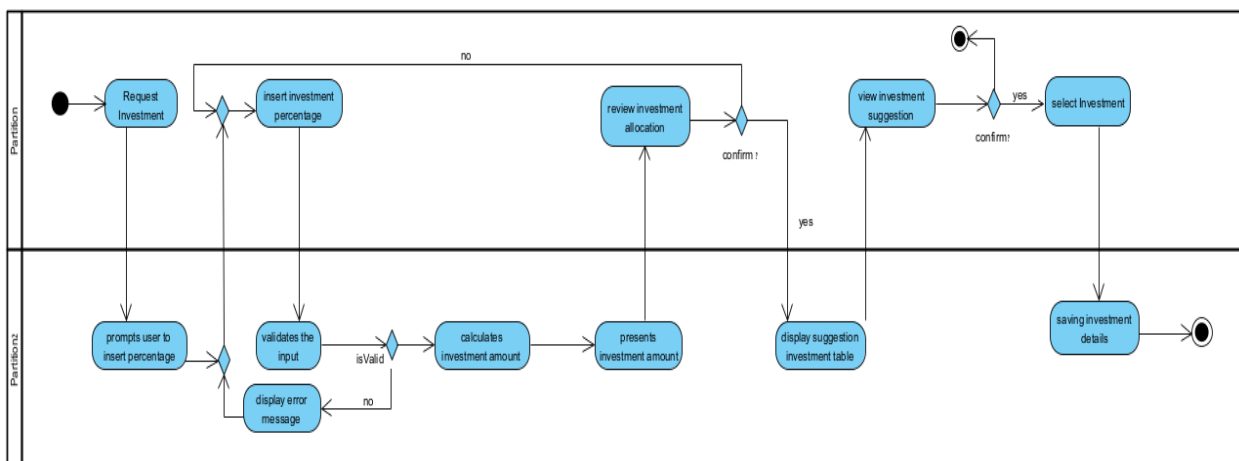 Partition
Request
Investment
insert investment
percentage
no
review investment
allocation
confirm?
yes
view investment
suggestion
confirm?
yes
select Investment
Partition2
prompts user to
insert percentage
validates the
input
isValid
no
display error
message
calculates
investment amount
presents
investment amount
display suggestion
investment table
saving investment
details